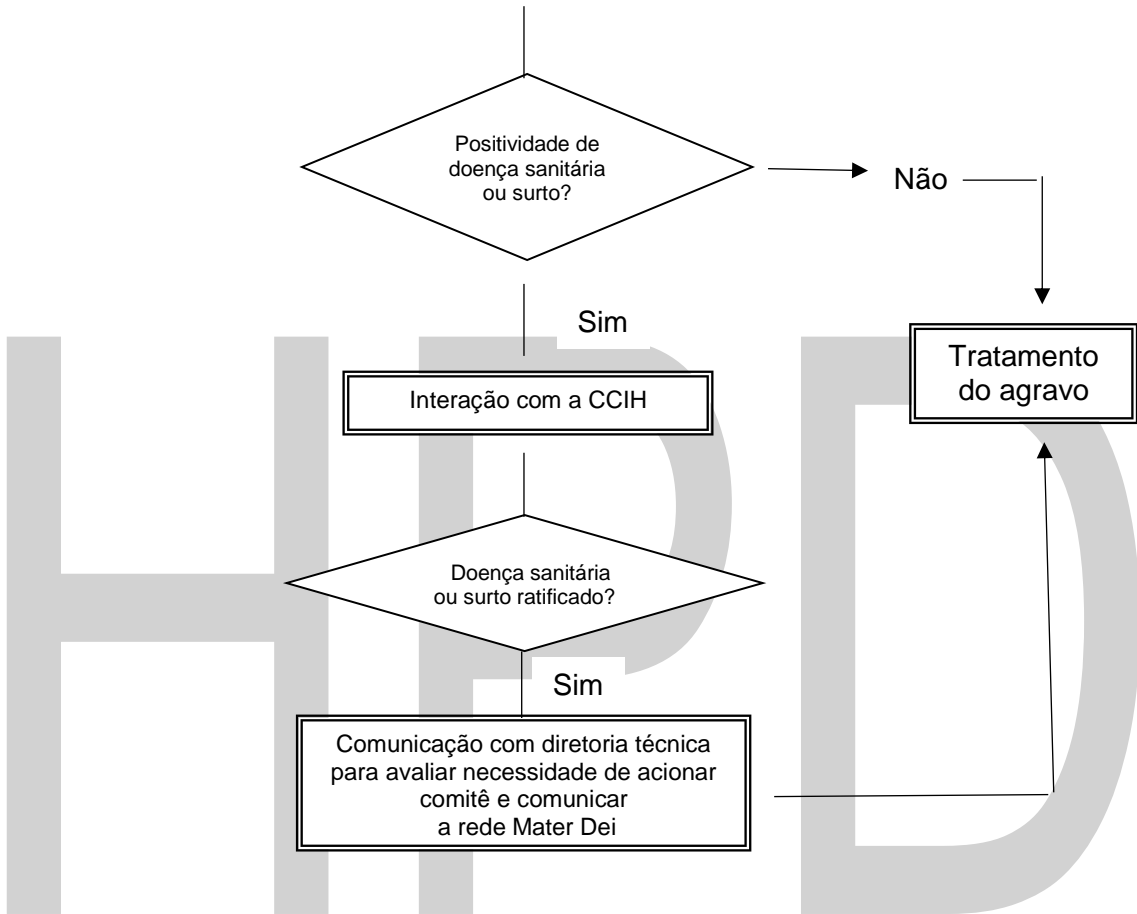 Positividade de
doença sanitária
ou surto?
Não
Sim
Tratamento
do agravo
Interação com a CCIH
Doença sanitária
ou surto ratificado?
Sim
Comunicação com diretoria técnica
para avaliar necessidade de acionar
comitê e comunicar
a rede Mater Dei
HPD